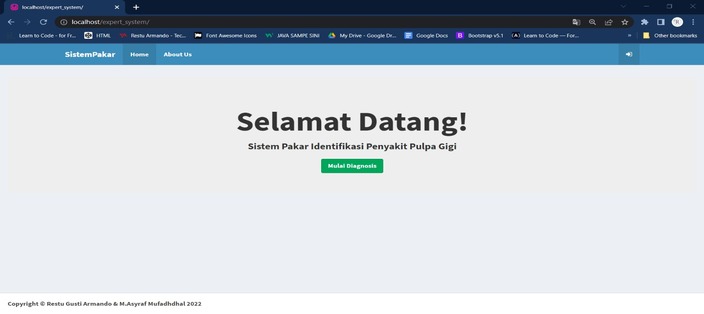 localhost/expert_system/
localhost/expert_system/
Learn to Code - for Fr...
HTML
Restu Armando - Tec...
Font Awesome Icons
JAVA SAMPE SINI
My Drive - Google Dr...
Google Docs
Bootstrap v5.1
Learn to Code — For...
Other bookmarks
SistemPakar
Home
About Us
Selamat Datang!
Sistem Pakar Identifikasi Penyakit Pulpa Gigi
Mulai Diagnosis
Copyright © Restu Gusti Armando & M.Asyraf Mufadhdhal 2022